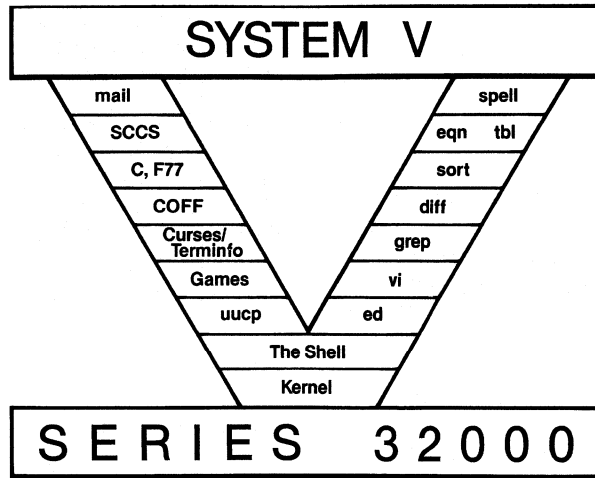 SYSTEM V
mail
spell
SCCS
eqn tbl
C, F77
sort
COFF
diff
Curses/
Terminfo
grep
Games
vi
uucp
ed
The Shell
Kernel
SERIES 32000